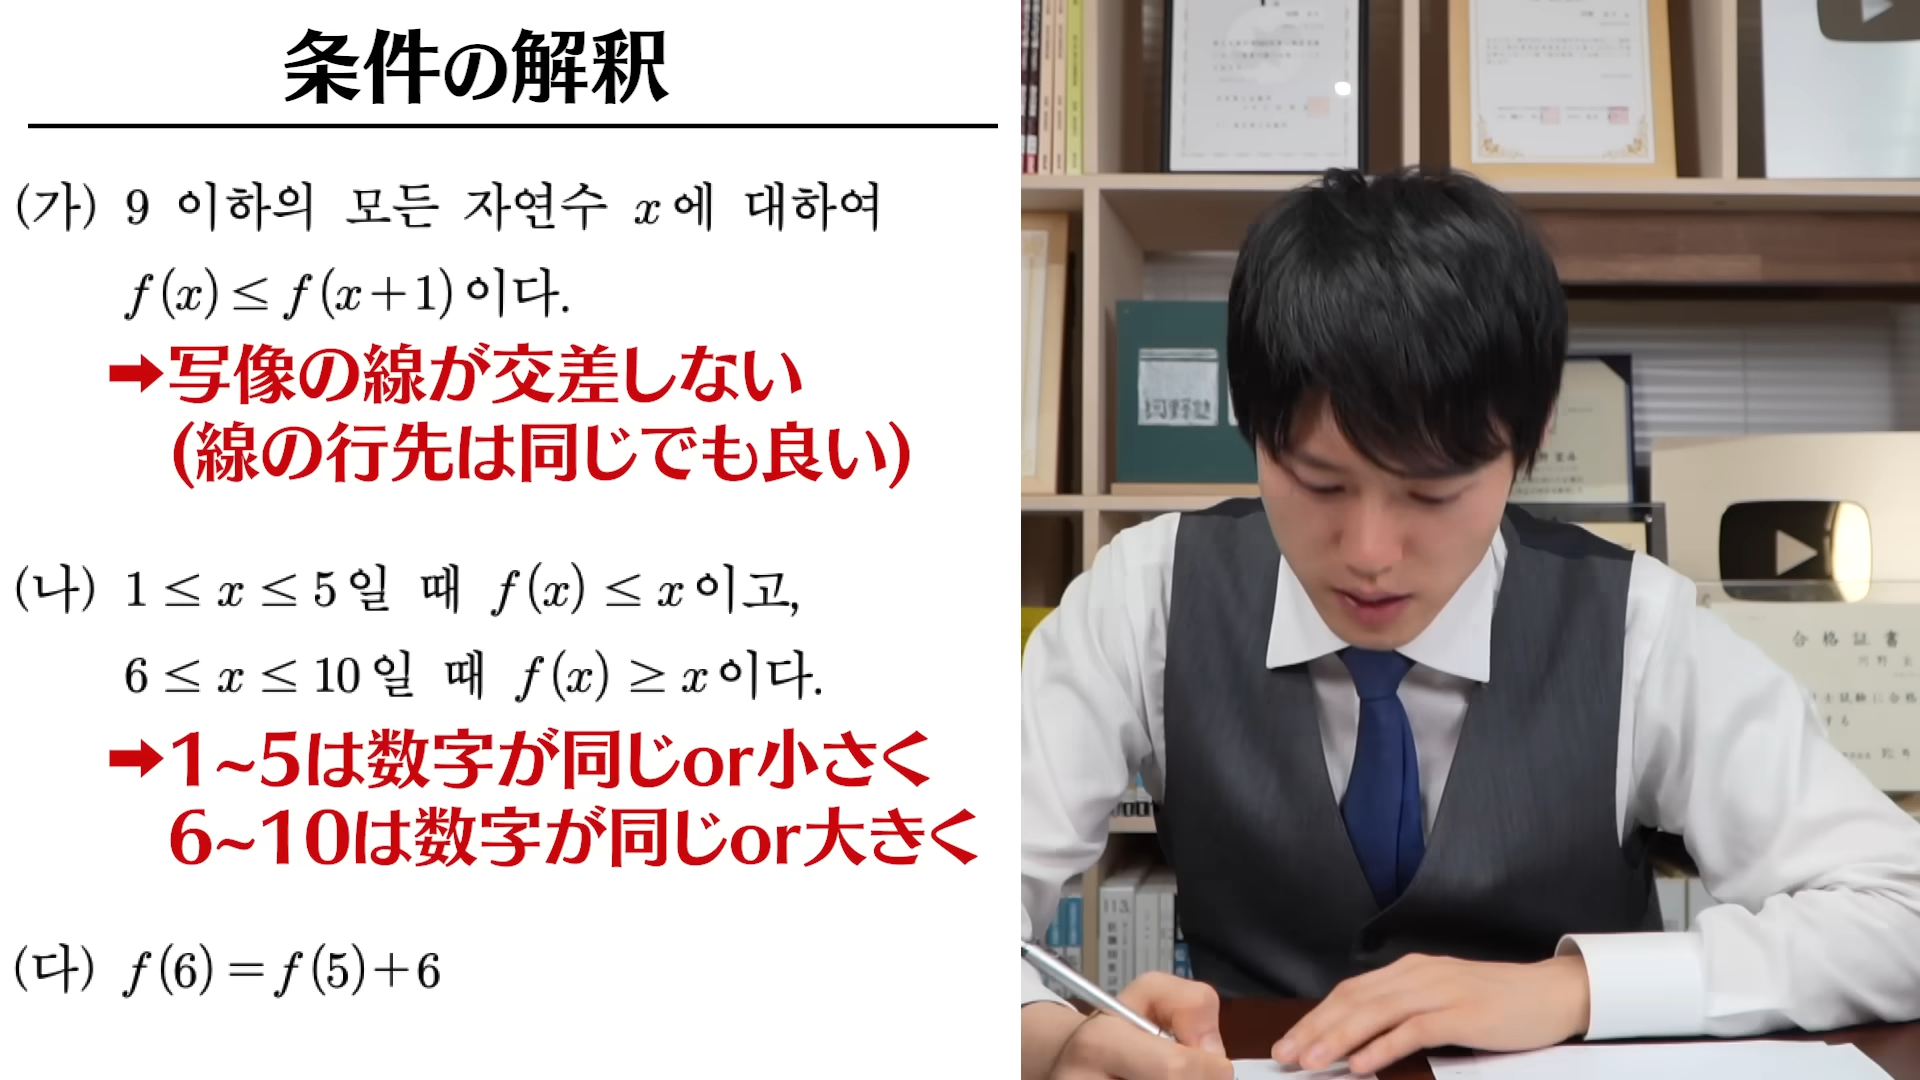 条件の解釈
(가) 9 이하의 모든 자연수 x에 대하여
f(x)≤f(x+1)이다.
➡写像の線が交差しない
(線の行先は同じでも良い)
(나) 1≤x≤5일 때 f(x)≤x이고,
6≤x≤10일 때 f(x)≥x이다.
➡1~5は数字が同じor小さく
6~10は数字が同じor大きく
(다) f(6)=f(5)+6
合格証書